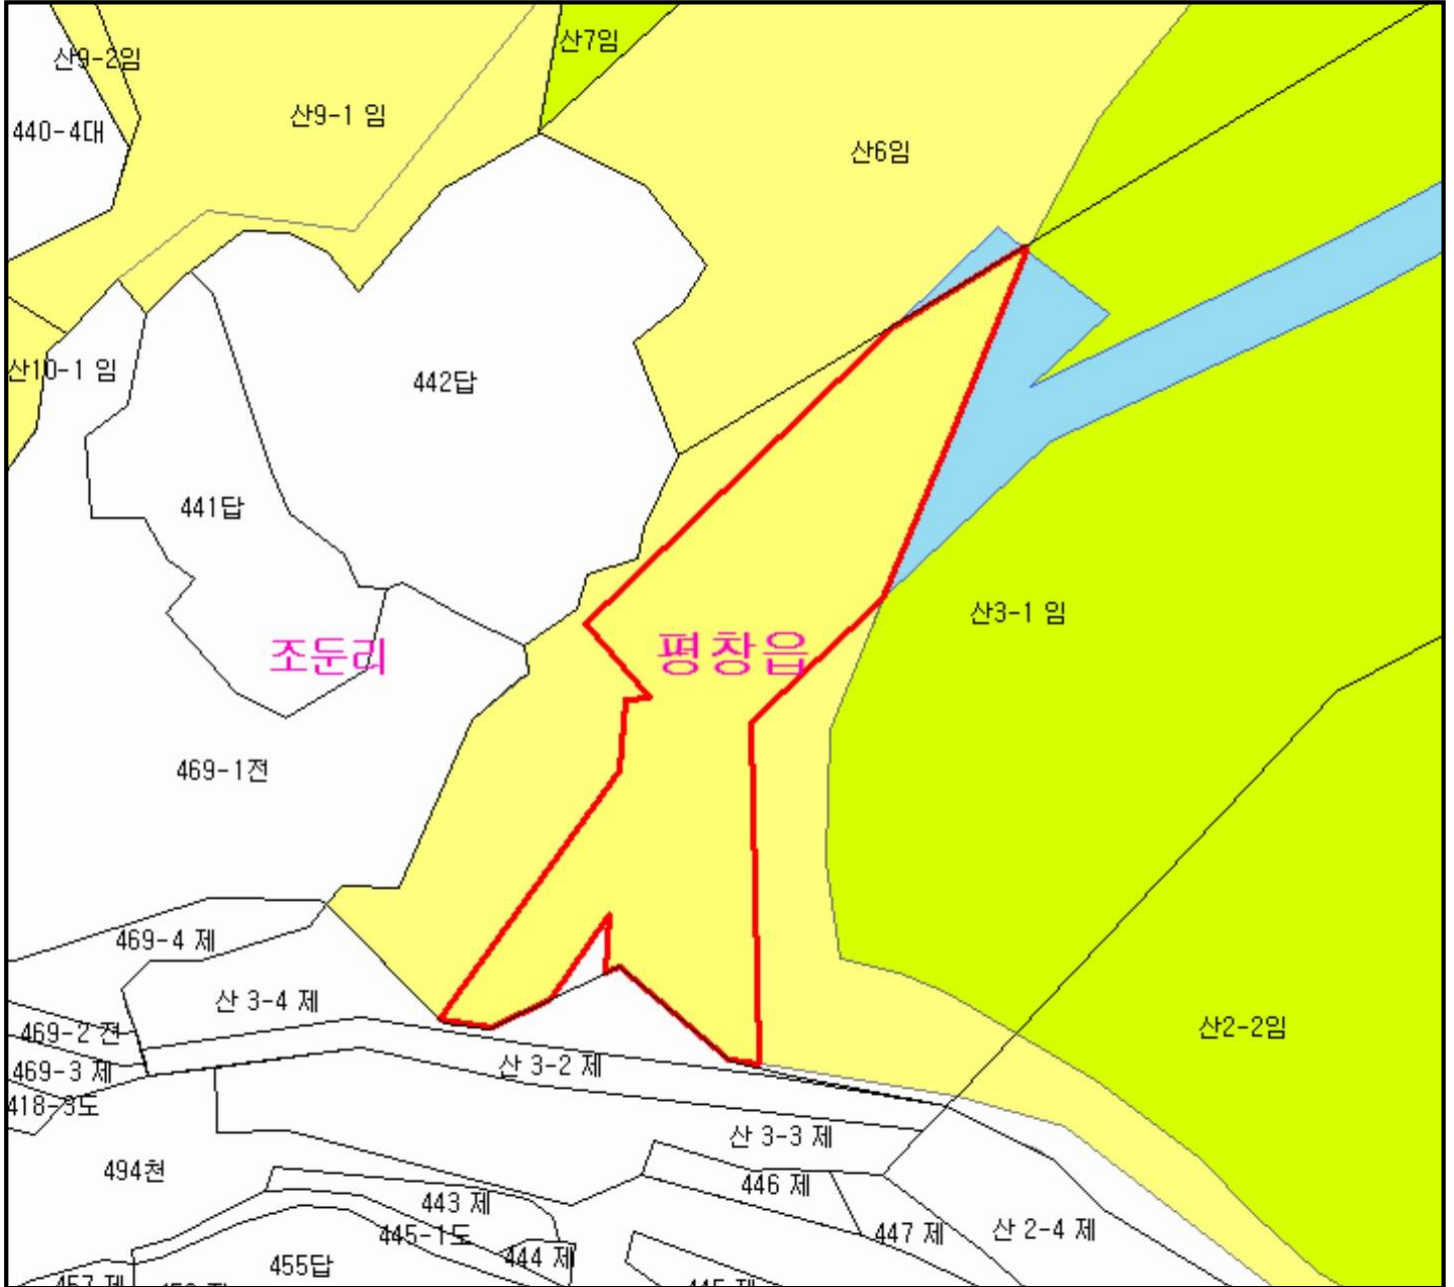 산7임
산9-2임
산9-1 임
440-4대
산6임
산10-1 임
442답
441답
산3-1 임
조둔리
평창읍
469-1전
469-4 제
산 3-4 제
469-2 전
산2-2임
산 3-2 제
469-3 제
418-3도
산 3-3 제
494천
446 제
443 제
산 2-4 제
447 제
445-1도
444 제
455답
457 제
445 제